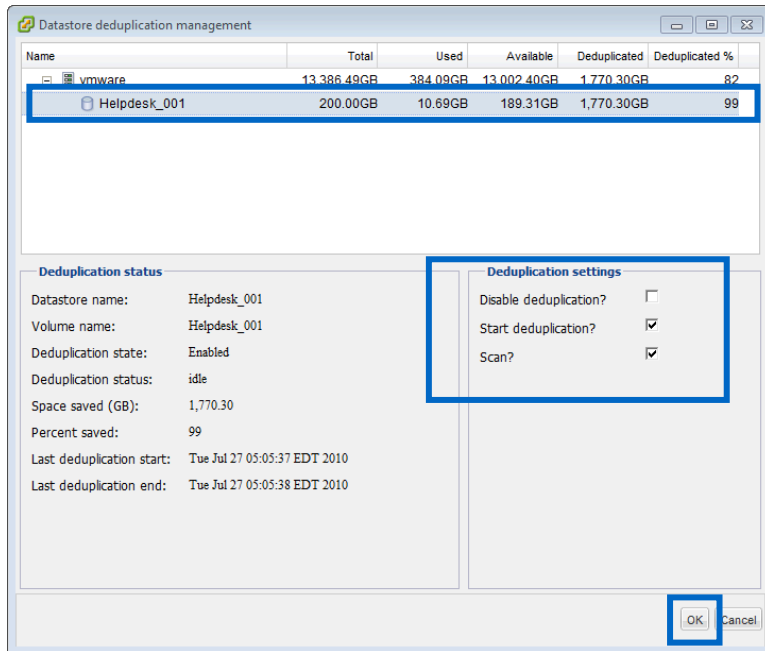 Datastore deduplication management
Name Total Used Available Deduplicated Deduplicated %
vmware 13,386.49GB 384.09GB 13,002.40GB 1,770.30GB 82
Helpdesk_001 200.00GB 10.69GB 189.31GB 1,770.30GB 99
Deduplication status
Datastore name: Helpdesk_001
Volume name: Helpdesk_001
Deduplication state: Enabled
Deduplication status: idle
Space saved (GB): 1,770.30
Percent saved: 99
Last deduplication start: Tue Jul 27 05:05:37 EDT 2010
Last deduplication end: Tue Jul 27 05:05:38 EDT 2010
Deduplication settings
Disable deduplication?
Start deduplication?
Scan?
OK Cancel